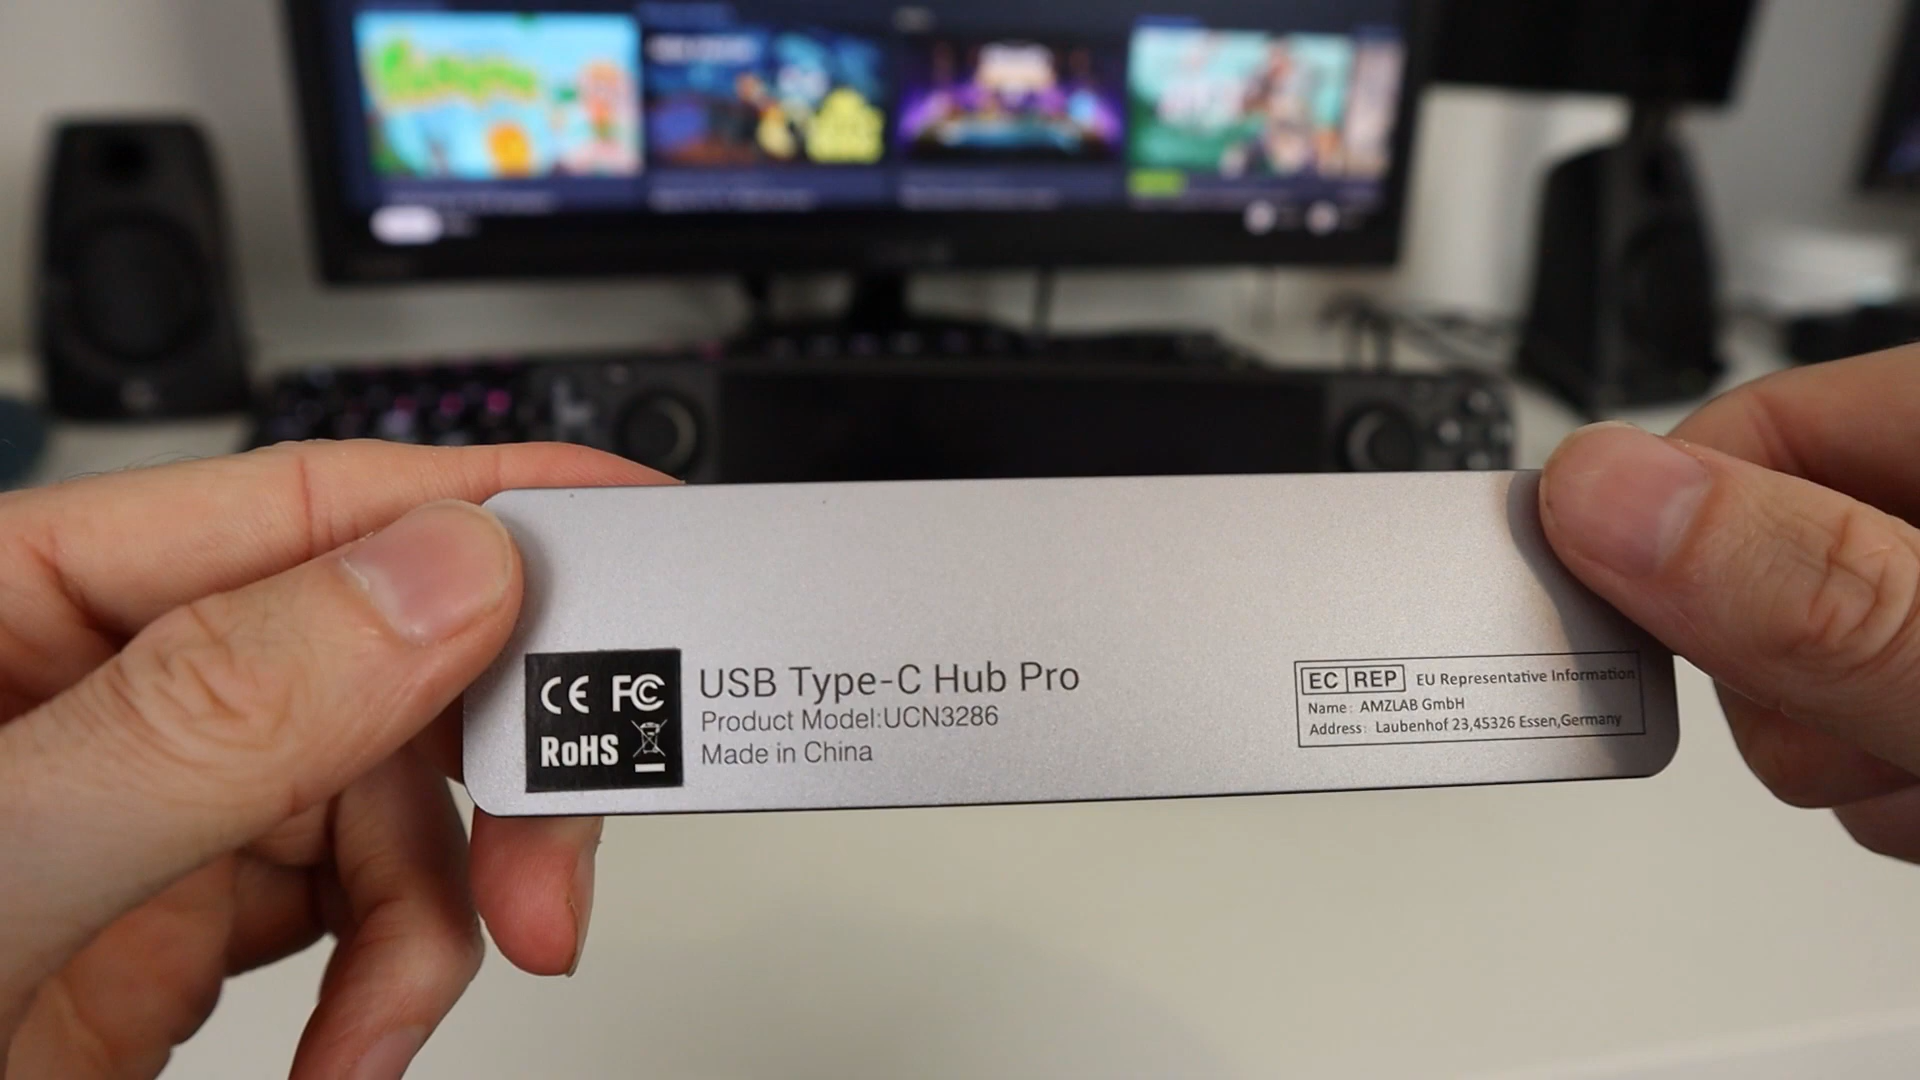 CE FC
RoHS
USB Type-C Hub Pro
Product Model:UCN3286
Made in China
EC REP EU Representative Information
Name: AMZLAB GmbH
Address: Laubenhof 23,45326 Essen,Germany